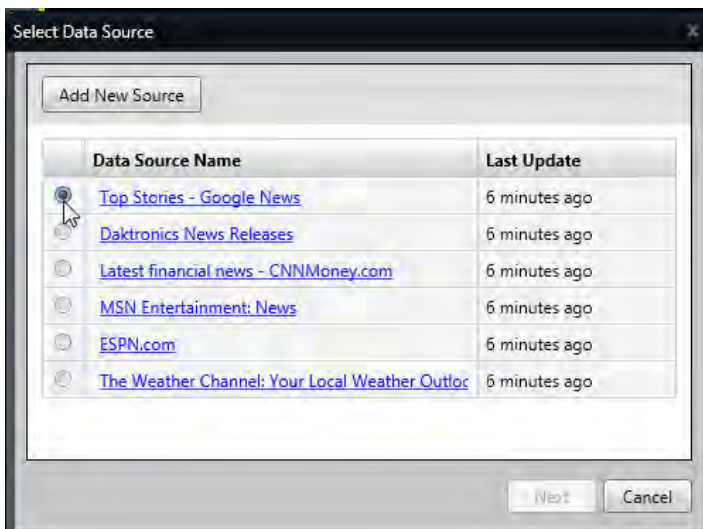 Select Data Source
Add New Source
Data Source Name Last Update
Top Stories - Google News 6 minutes ago
Daktronics News Releases 6 minutes ago
Latest financial news - CNNMoney.com 6 minutes ago
MSN Entertainment: News 6 minutes ago
ESPN.com 6 minutes ago
The Weather Channel: Your Local Weather Outloc 6 minutes ago
Next Cancel